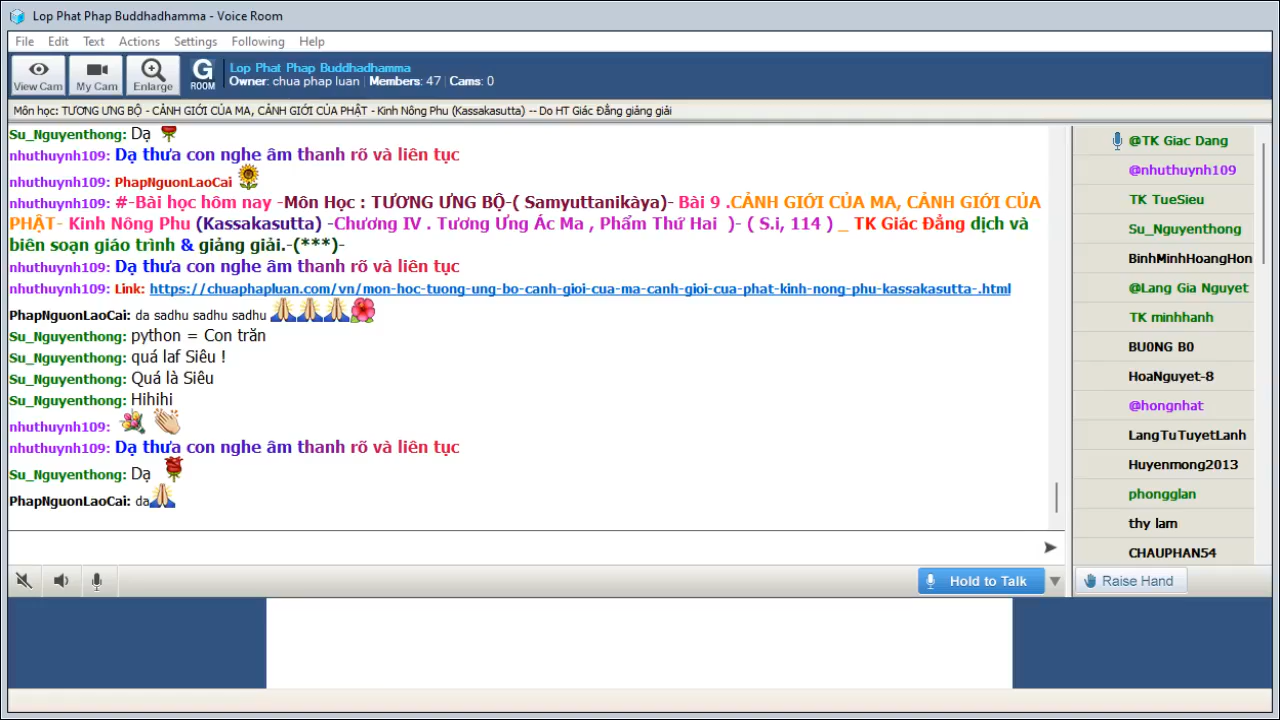 Lop Phat Phap Buddhadhamma - Voice Room
File Edit Text Actions Settings Following Help
View Cam My Cam Enlarge G ROOM
Lop Phat Phap Buddhadhamma
Owner: chua phap luan | Members: 47 | Cams: 0
Môn học: TƯƠNG ƯNG BỘ - CẢNH GIỚI CỦA MA, CẢNH GIỚI CỦA PHẬT - Kinh Nông Phu (Kassakasutta) -- Do HT Giác Đẳng giảng giải
Su_Nguyenthong: Dạ
nhuthuynh109: Dạ thưa con nghe âm thanh rõ và liên tục
nhuthuynh109: PhapNguonLaoCai
nhuthuynh109: #-Bài học hôm nay -Môn Học : TƯƠNG ƯNG BỘ-( Samyuttanikàya)- Bài 9 .CẢNH GIỚI CỦA MA, CẢNH GIỚI CỦA
PHẬT- Kinh Nông Phu (Kassakasutta) -Chương IV . Tương Ưng Ác Ma , Phẩm Thứ Hai )- ( S.i, 114 ) _ TK Giác Đẳng dịch và
biên soạn giáo trình & giảng giải.-(***)-
nhuthuynh109: Dạ thưa con nghe âm thanh rõ và liên tục
nhuthuynh109: Link: https://chuaphapluan.com/vn/mon-hoc-tuong-ung-bo-canh-gioi-cua-ma-canh-gioi-cua-phat-kinh-nong-phu-kassakasutta-.html
PhapNguonLaoCai: da sadhu sadhu sadhu
Su_Nguyenthong: python = Con trăn
Su_Nguyenthong: quá laf Siêu !
Su_Nguyenthong: Quá là Siêu
Su_Nguyenthong: Hihihi
nhuthuynh109:
nhuthuynh109: Dạ thưa con nghe âm thanh rõ và liên tục
Su_Nguyenthong: Dạ
PhapNguonLaoCai: da
Hold to Talk
@TK Giac Dang
@nhuthuynh109
TK TueSieu
Su_Nguyenthong
BinhMinhHoangHon
@Lang Gia Nguyet
TK minhhanh
BU0NG B0
HoaNguyet-8
@hongnhat
LangTuTuyetLanh
Huyenmong2013
phongglan
thy lam
CHAUPHAN54
Raise Hand